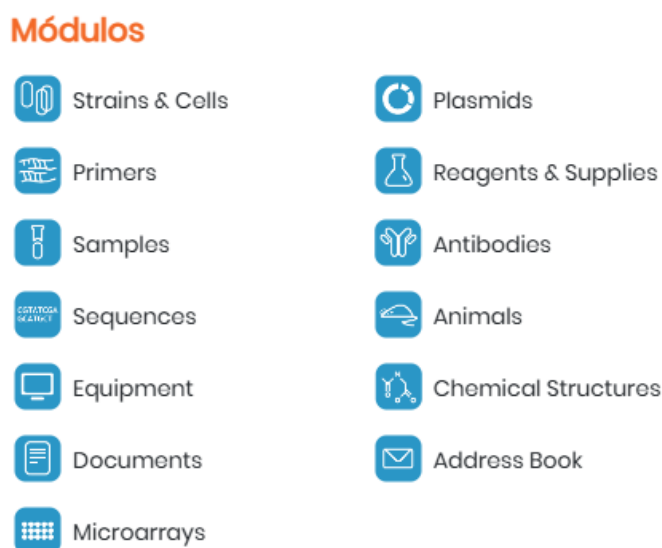 Módulos
Strains & Cells
Plasmids
Primers
Reagents & Supplies
Samples
Antibodies
Sequences
Animals
Equipment
Chemical Structures
Documents
Address Book
Microarrays